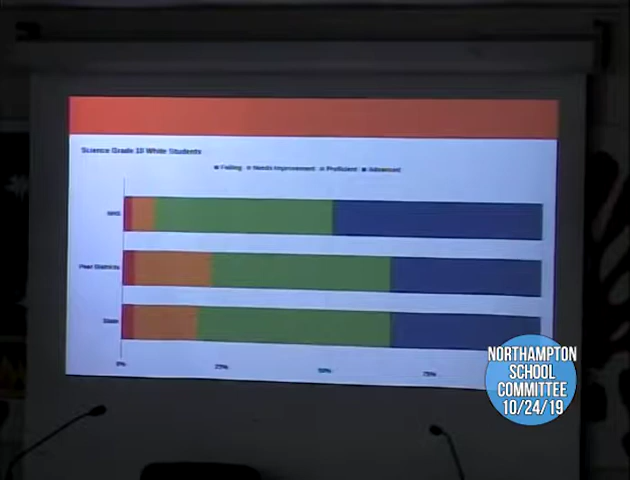 Science Grade 10 White Students
Failing Needs Improvement Proficient Advanced
NHS
Peer Districts
State
0% 25% 50% 75%
NORTHAMPTON
SCHOOL
COMMITTEE
10/24/19